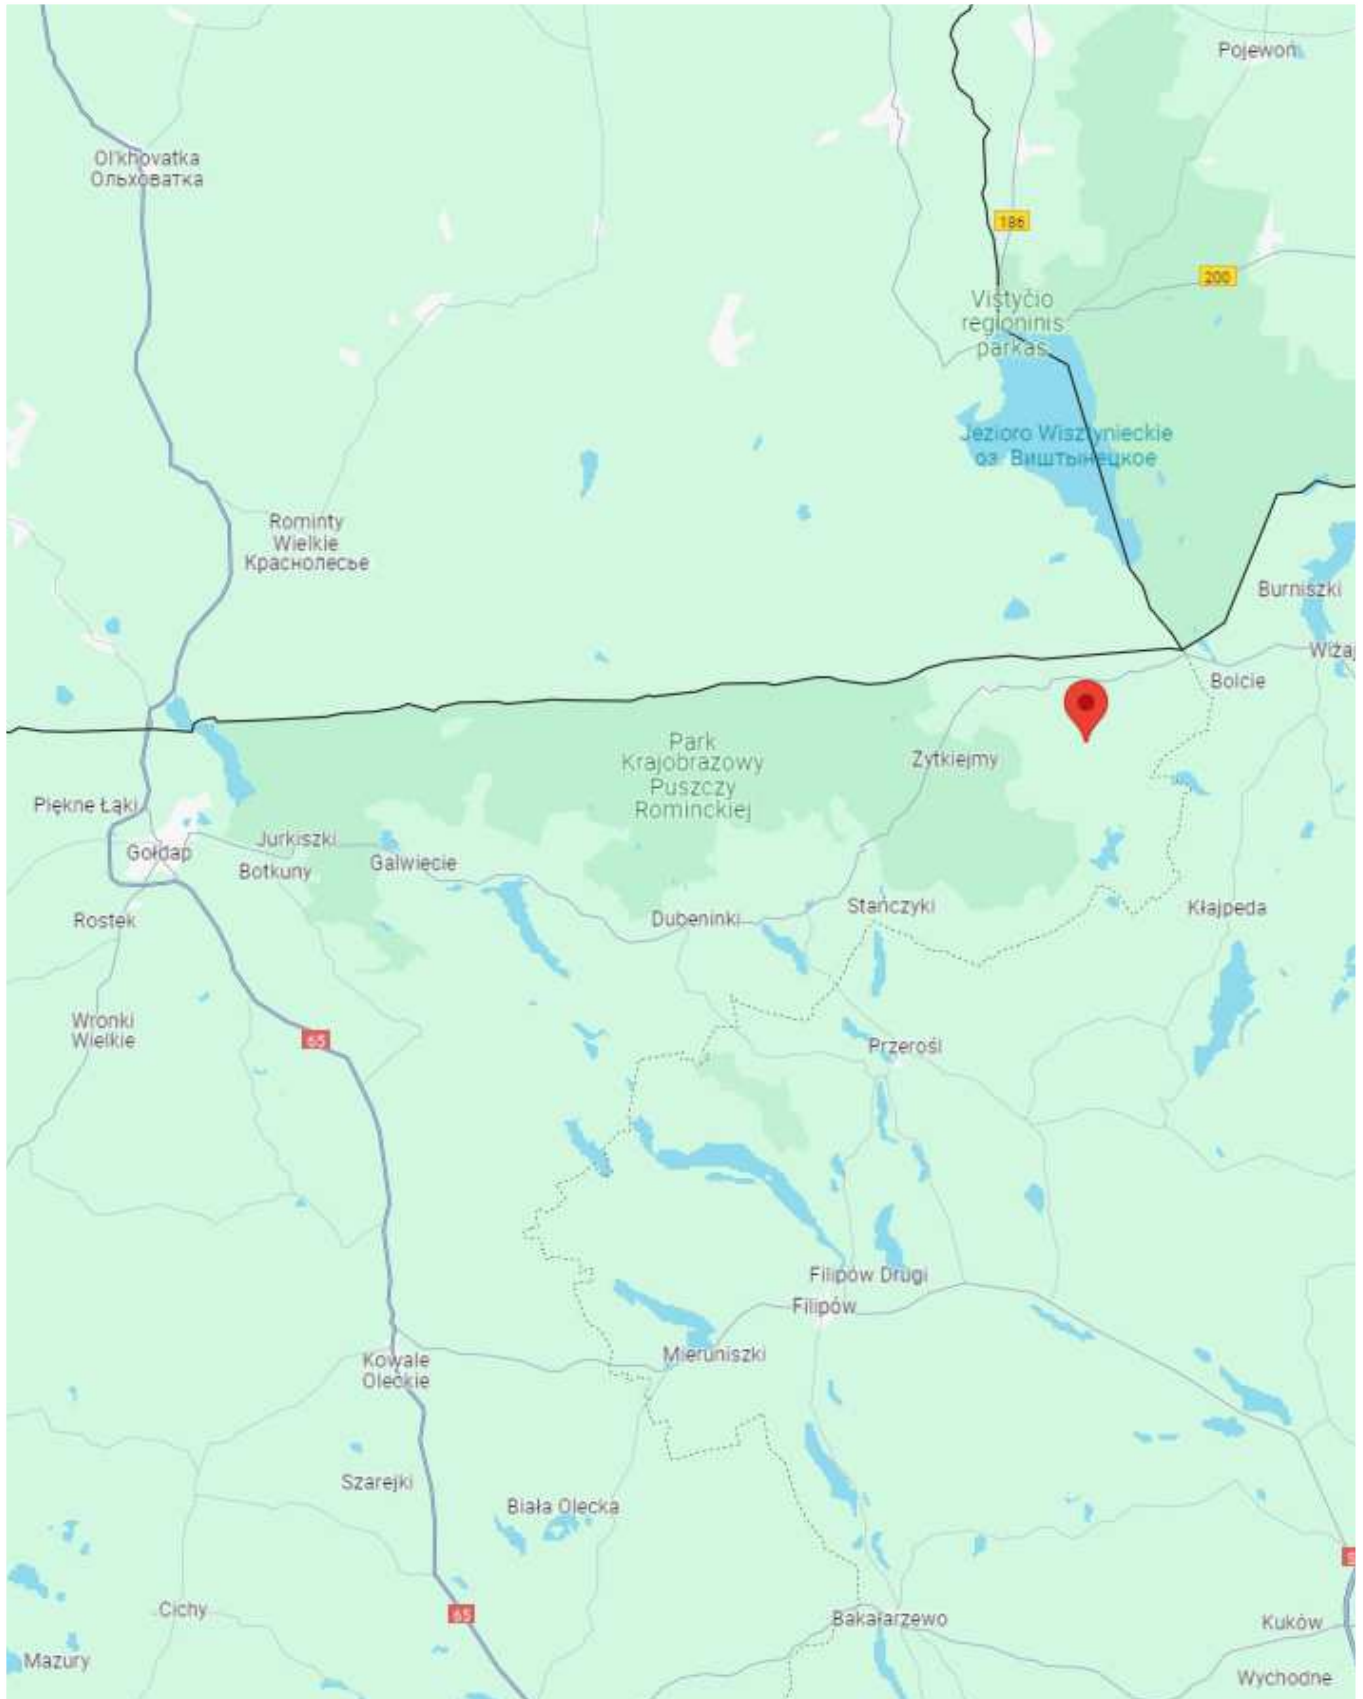 Pojewoń
Ol'khovatka
Ольховатка
186
200
Vistyčio
regioninis
parkas
Jezioro Wisztynieckie
оз. Виштынецкое
Rominty
Wielkie
Краснолесье
Burniszki
Wiżaj
Bolcie
Park
Krajobrazowy
Puszczy
Rominckiej
Żytkiejmy
Piękne Łąki
Gołdap
Jurkiszki
Botkuny
Galwiecie
Rostek
Dubeninki
Stańczyki
Kłajpeda
Wronki
Wielkie
65
Przerośl
Filipów Drugi
Filipów
Mieruniszki
Kowale
Oleckie
Szarejki
Biała Olecka
Cichy
65
Bakałarzewo
Kuków
Mazury
Wychodne